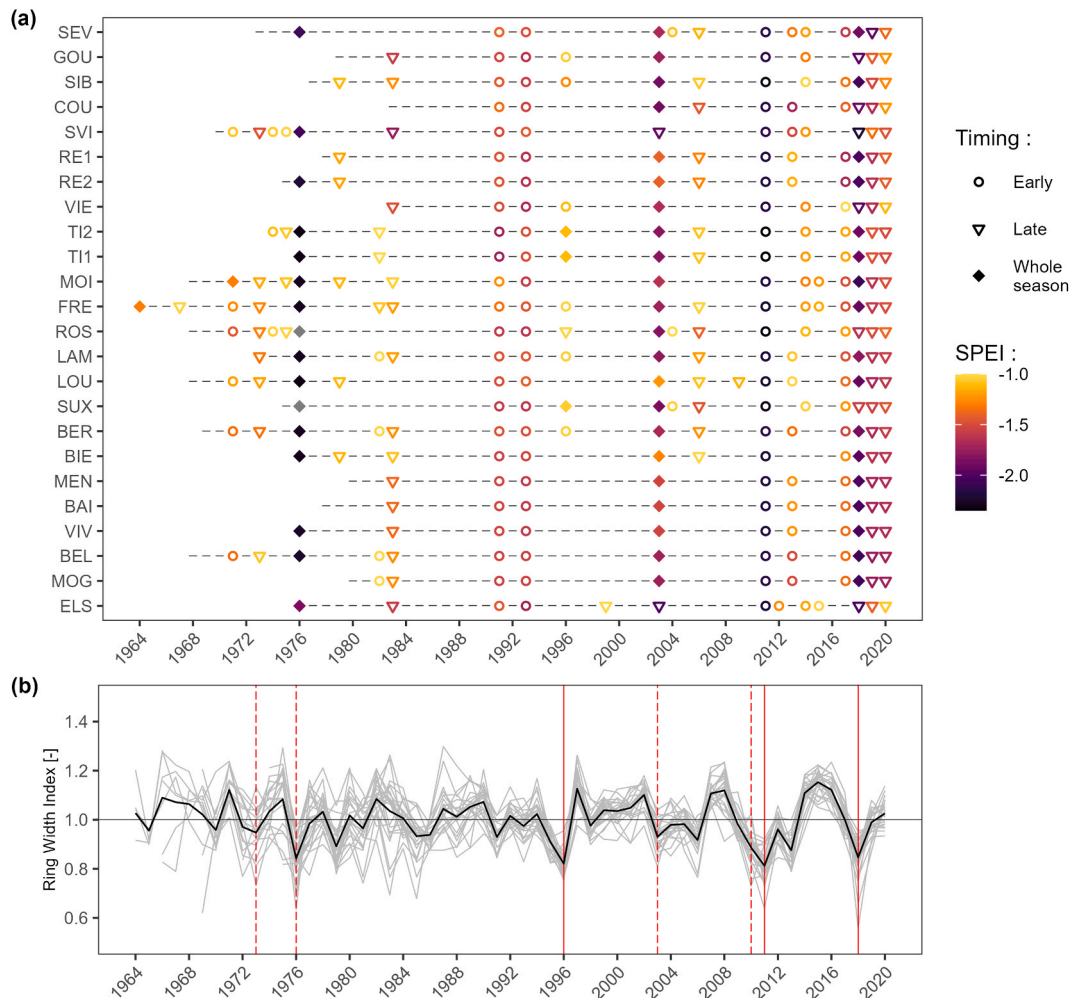 (a)
SEV
GOU
SIB
COU
SVI
RE1
RE2
VIE
TI2
TI1
MOI
FRE
ROS
LAM
LOU
SUX
BER
BIE
MEN
BAI
VIV
BEL
MOG
ELS
1964 1968 1972 1976 1980 1984 1988 1992 1996 2000 2004 2008 2012 2016 2020
Timing :
Early
Late
Whole
season
SPEI :
-1.0
-1.5
-2.0
(b)
Ring Width Index [-]
1.4
1.2
1.0
0.8
0.6
1964 1968 1972 1976 1980 1984 1988 1992 1996 2000 2004 2008 2012 2016 2020